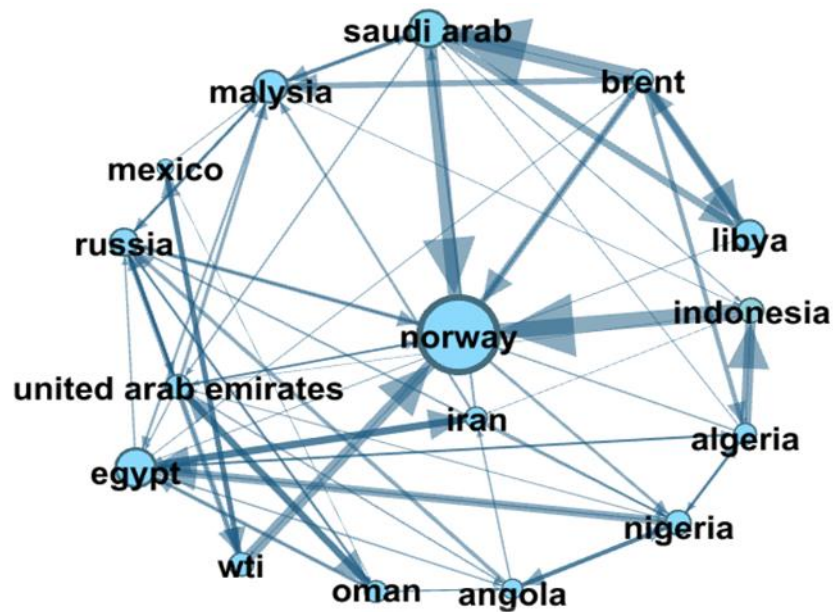 saudi arab
brent
malysia
mexico
russia
libya
indonesia
norway
united arab emirates
iran
algeria
egypt
nigeria
wti
oman
angola